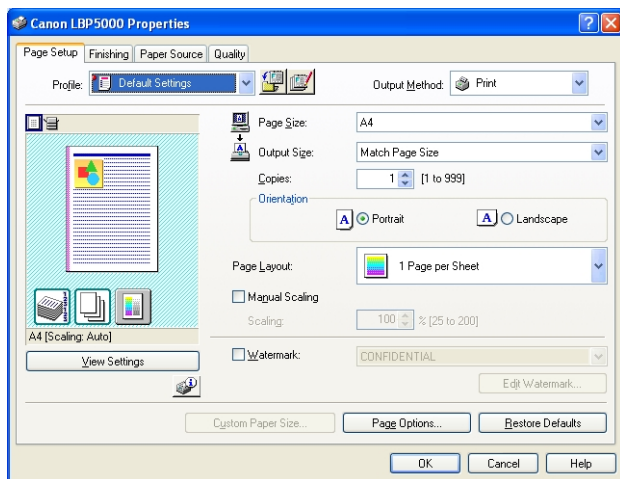 Canon LBP5000 Properties
Page Setup
Finishing
Paper Source
Quality
Profile:
Default Settings
Output Method:
Print
Page Size:
A4
Output Size:
Match Page Size
Copies:
1
[1 to 999]
Orientation
A
Portrait
A
Landscape
Page Layout:
1 Page per Sheet
Manual Scaling
Scaling:
100
% [25 to 200]
A4 [Scaling: Auto]
View Settings
Watermark:
CONFIDENTIAL
Edit Watermark...
Custom Paper Size...
Page Options...
Restore Defaults
OK
Cancel
Help